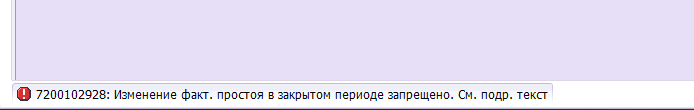 7200102928: Изменение факт. простоя в закрытом периоде запрещено. См. подр. текст